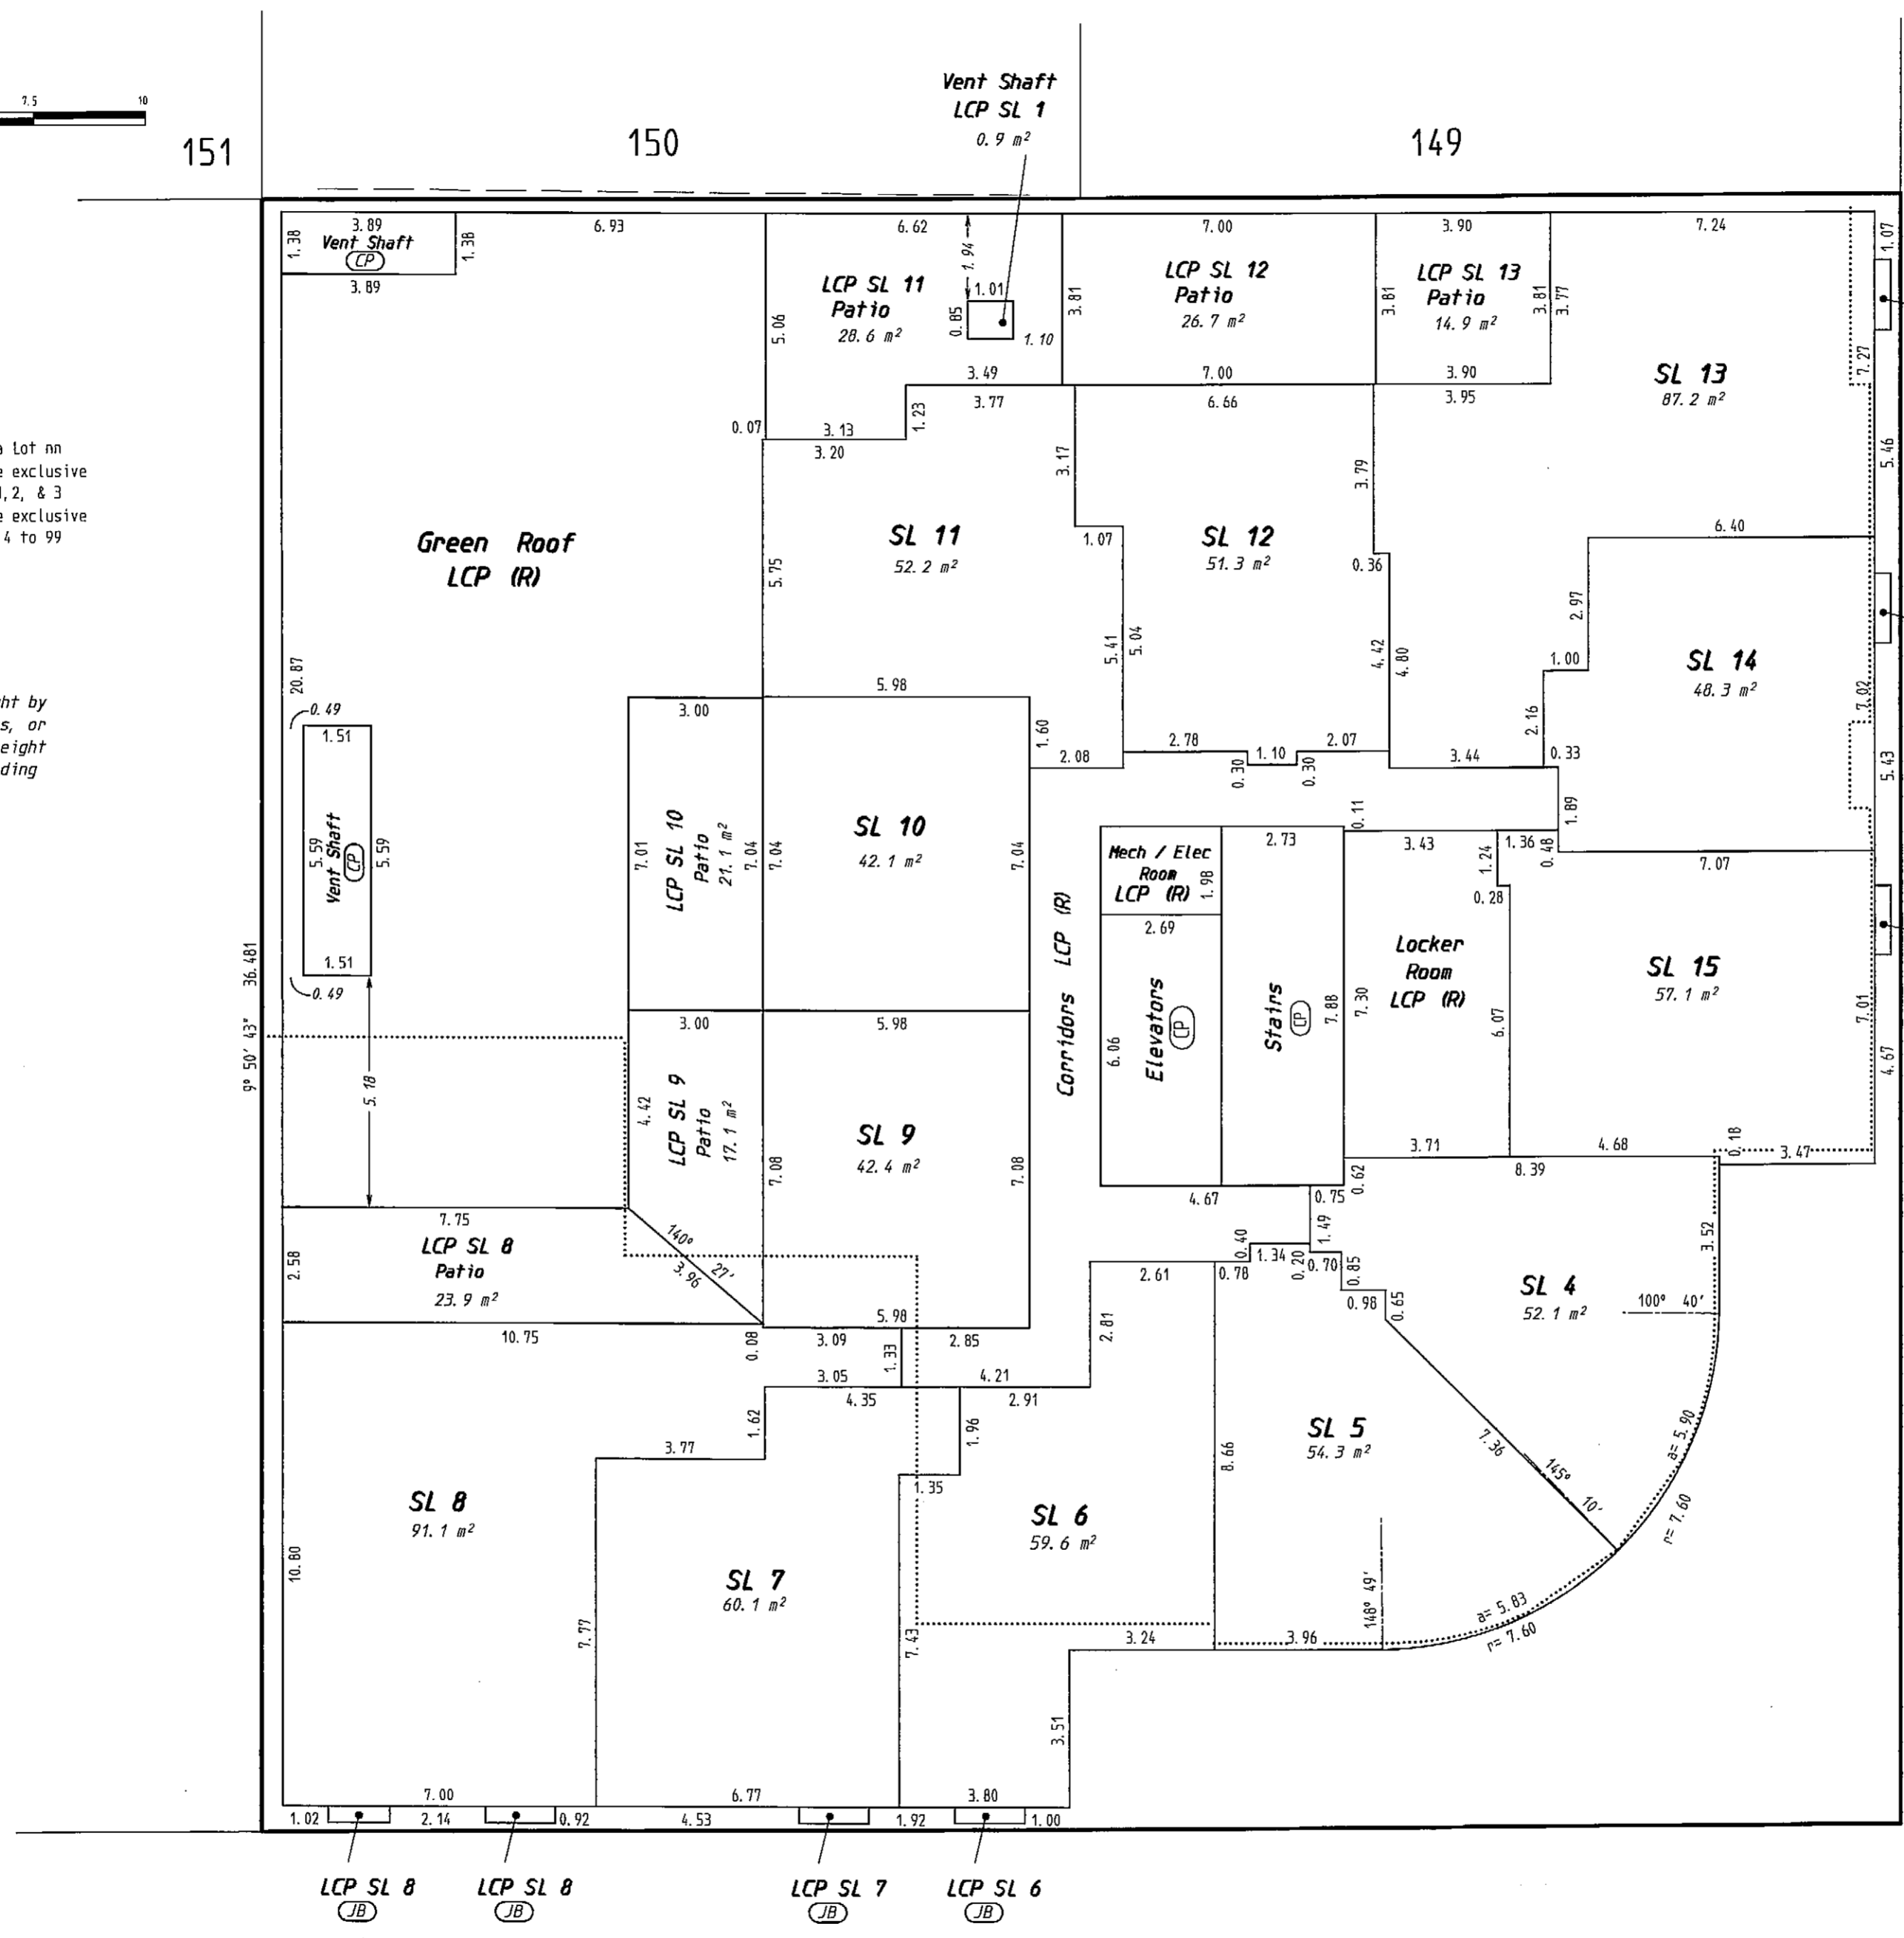 7.5 10
Vent Shaft
LCP SL 1
0.9 m²
151
150
149
3.89
1.38
Vent Shaft
CP
1.38
3.89
6.93
6.62
7.00
3.90
7.24
1.07
1.94
1.01
0.85
1.10
LCP SL 11
Patio
28.6 m²
5.06
3.81
LCP SL 12
Patio
26.7 m²
3.81
LCP SL 13
Patio
14.9 m²
3.81
3.77
7.27
SL 13
87.2 m²
3.49
3.77
7.00
6.66
3.90
3.95
0.07
3.13
3.20
1.23
a Lot nn
e exclusive
1,2, & 3
e exclusive
4 to 99
Green Roof
LCP (R)
3.17
3.79
5.46
6.40
SL 11
52.2 m²
1.07
SL 12
51.3 m²
0.36
5.75
5.41
5.04
4.42
4.80
2.97
1.00
SL 14
48.3 m²
7.02
20.87
ht by
s, or
eight
ding
0.49
1.51
5.59
Vent Shaft
CP
5.59
1.51
0.49
5.98
3.00
1.60
2.08
2.78
0.30
1.10
0.30
2.07
3.44
2.16
0.33
5.43
7.01
LCP SL 10
Patio
21.1 m²
7.04
7.04
SL 10
42.1 m²
7.04
Mech / Elec
Room
LCP (R)
1.98
2.73
0.11
3.43
1.36
1.24
0.48
1.89
7.07
0.28
2.69
Corridors LCP (R)
6.06
Elevators
CP
Stairs
CP
7.88
7.30
Locker
Room
LCP (R)
6.07
SL 15
57.1 m²
7.01
4.67
9° 50' 43"
36.481
5.18
3.00
5.98
4.42
LCP SL 9
Patio
17.1 m²
7.08
SL 9
42.4 m²
7.08
3.71
4.68
0.18
3.47
8.39
0.62
4.67
0.75
7.75
2.58
LCP SL 8
Patio
23.9 m²
140° 27'
3.96
0.40
1.34
1.49
0.20
0.70
0.85
0.98
0.65
2.61
0.78
SL 4
52.1 m²
3.52
100° 40'
10.75
0.08
5.98
3.09
2.85
1.33
2.81
3.05
4.35
4.21
2.91
1.62
3.77
1.96
1.35
8.66
SL 5
54.3 m²
7.36
145° 10'
a= 5.90
r= 7.60
SL 8
91.1 m²
10.80
SL 7
60.1 m²
7.77
SL 6
59.6 m²
7.43
148° 49'
a= 5.83
r= 7.60
3.24
3.96
3.51
7.00
6.77
3.80
1.02
2.14
0.92
4.53
1.92
1.00
LCP SL 8
JB
LCP SL 8
JB
LCP SL 7
JB
LCP SL 6
JB